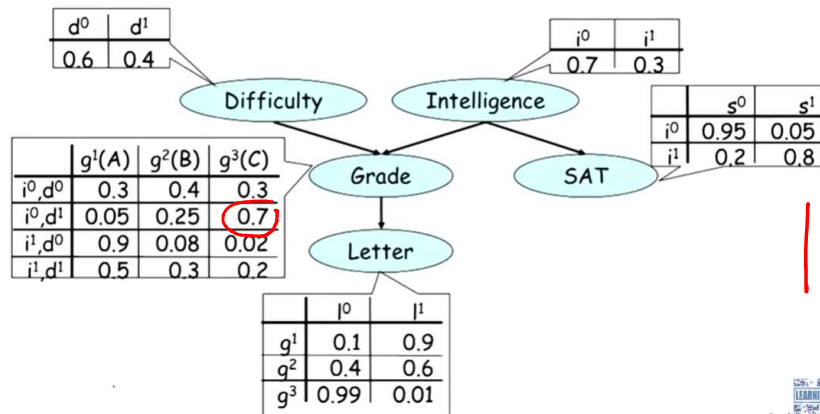 d⁰ d¹
0.6 0.4
i⁰ i¹
0.7 0.3
Difficulty Intelligence
s⁰ s¹
i⁰ 0.95 0.05
i¹ 0.2 0.8
g¹(A) g²(B) g³(C)
i⁰,d⁰ 0.3 0.4 0.3
i⁰,d¹ 0.05 0.25 0.7
i¹,d⁰ 0.9 0.08 0.02
i¹,d¹ 0.5 0.3 0.2
Grade SAT
Letter
l⁰ l¹
g¹ 0.1 0.9
g² 0.4 0.6
g³ 0.99 0.01